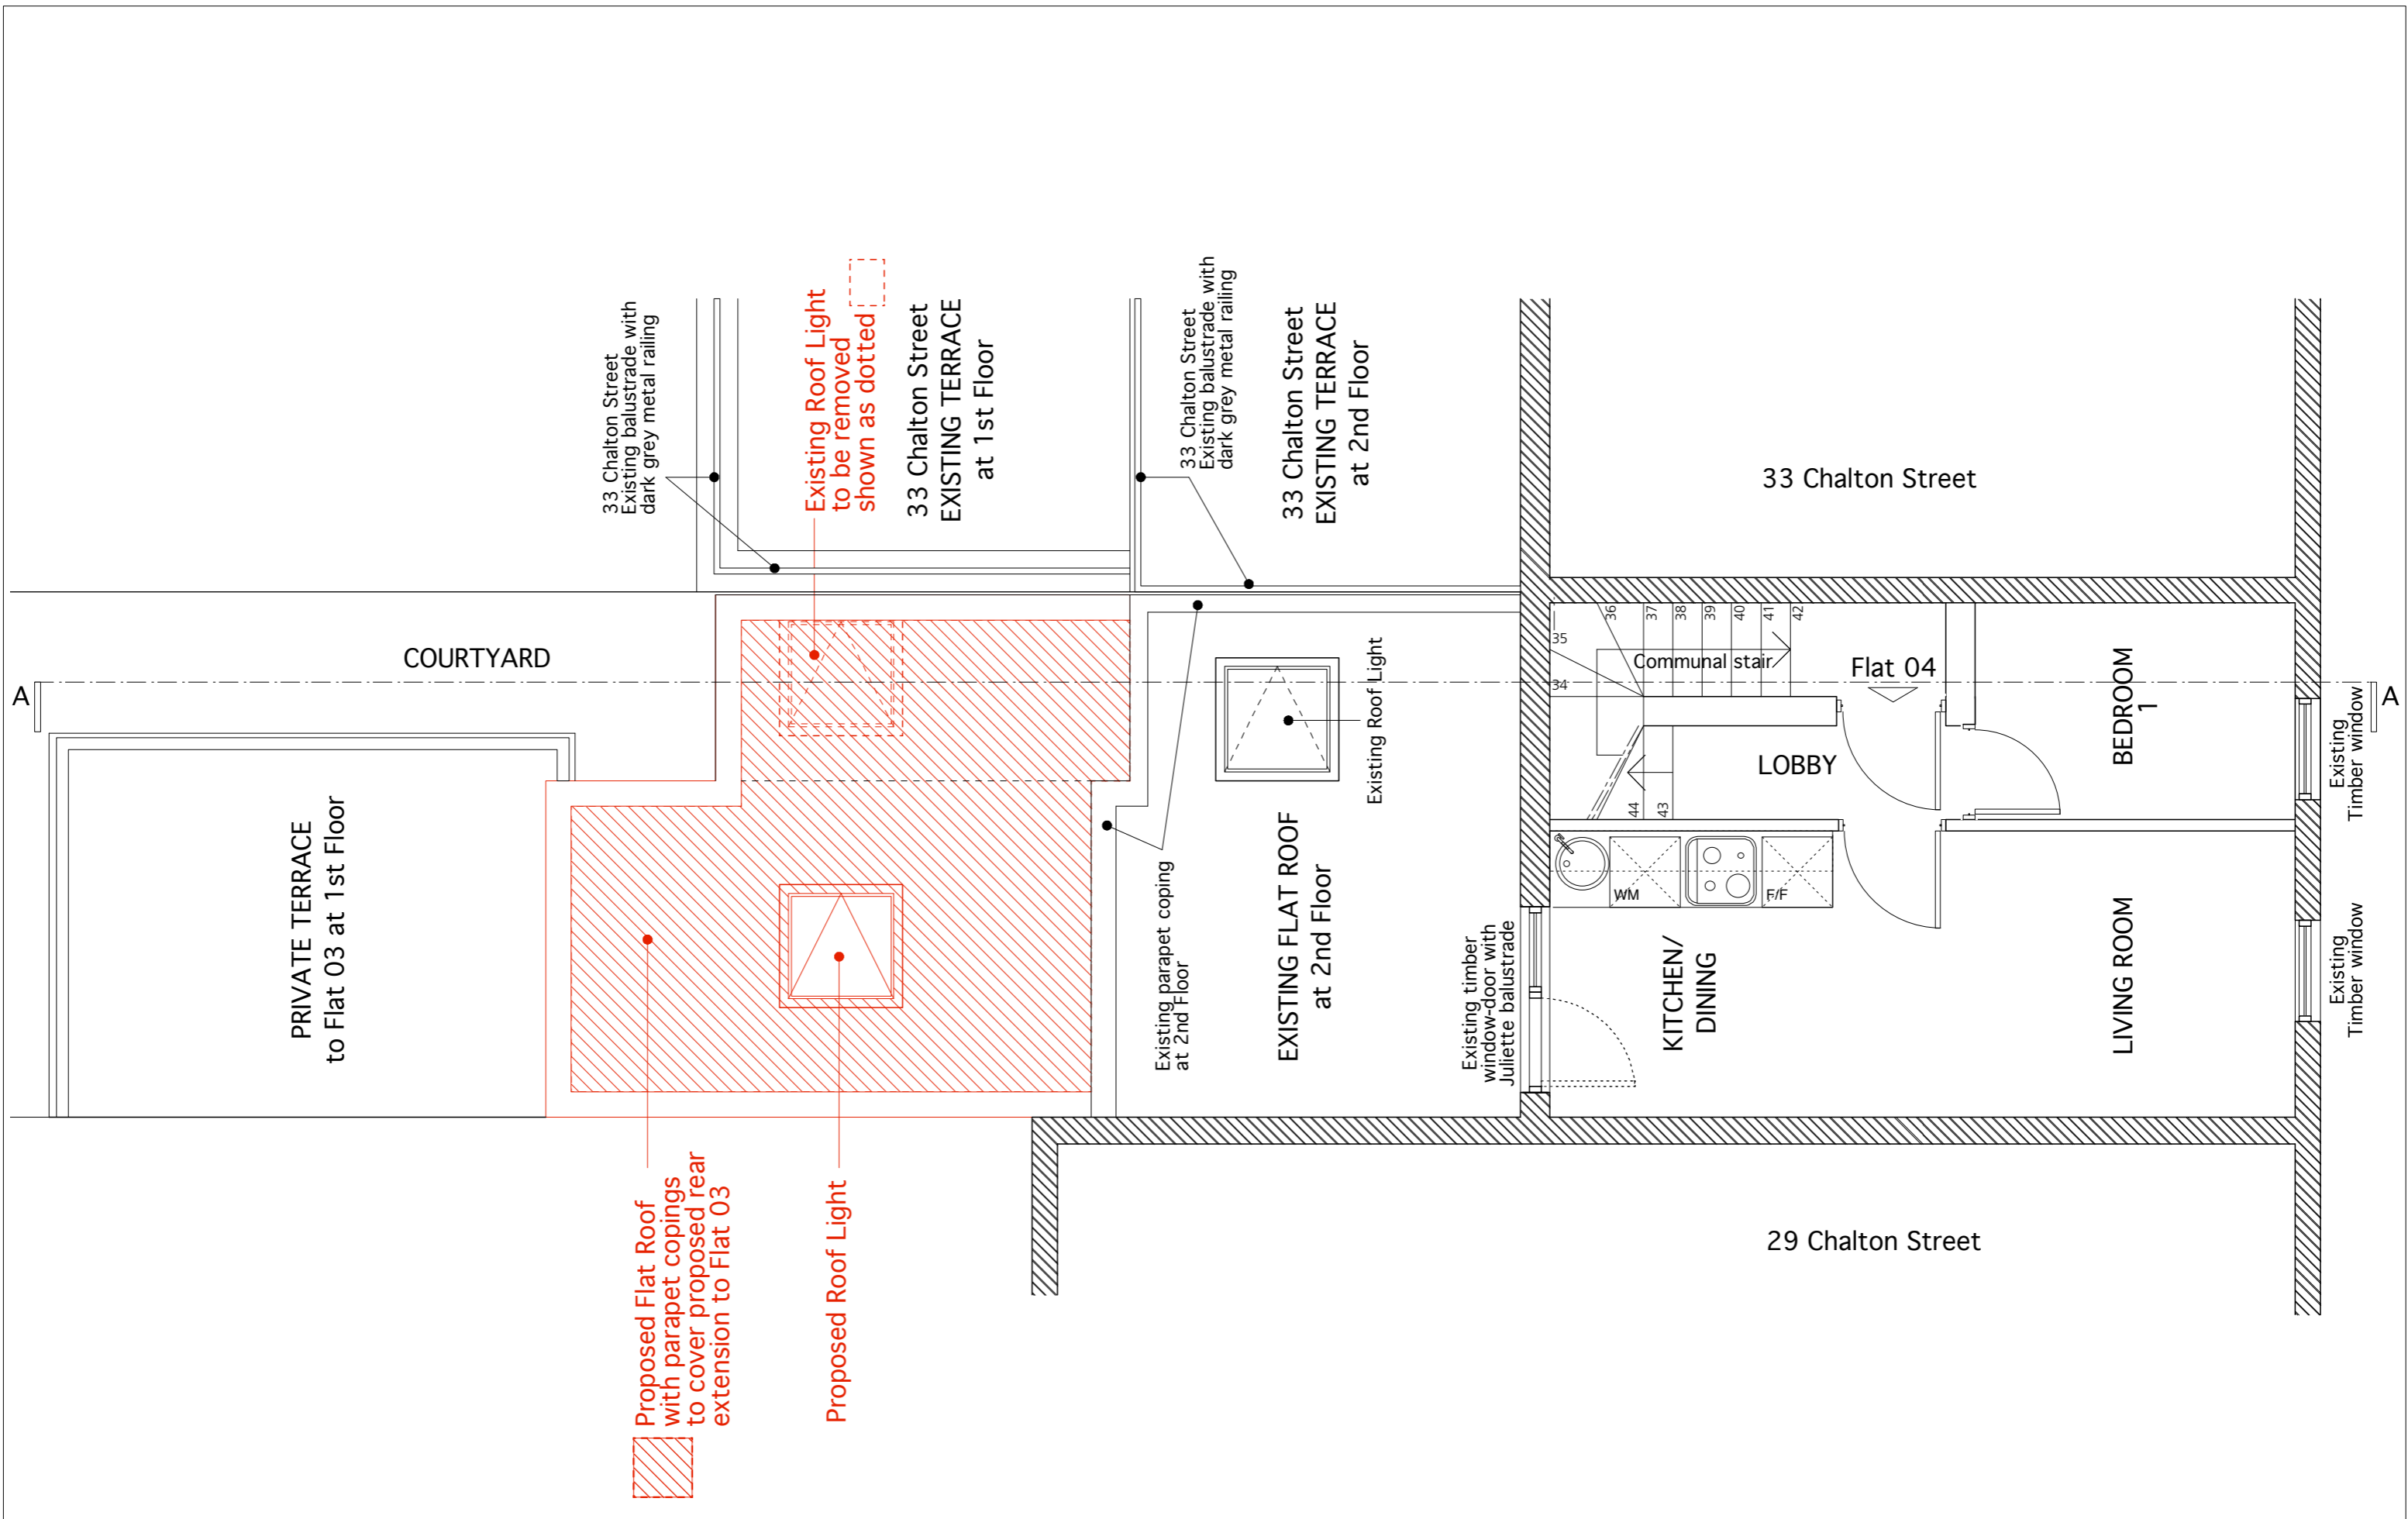 33 Chalton Street
Existing balustrade with
dark grey metal railing
Existing Roof Light
to be removed
shown as dotted
33 Chalton Street
EXISTING TERRACE
at 1st Floor
33 Chalton Street
Existing balustrade with
dark grey metal railing
33 Chalton Street
EXISTING TERRACE
at 2nd Floor
33 Chalton Street
COURTYARD
A
A
PRIVATE TERRACE
to Flat 03 at 1st Floor
Existing Roof Light
Existing parapet coping
at 2nd Floor
EXISTING FLAT ROOF
at 2nd Floor
Existing timber
window-door with
Juliette balustrade
34
35
36
37
38
39
40
41
42
Communal stair
43
44
Flat 04
LOBBY
BEDROOM
1
Existing
Timber window
WM
F/F
KITCHEN/
DINING
LIVING ROOM
Existing
Timber window
Proposed Flat Roof
with parapet copings
to cover proposed rear
extension to Flat 03
Proposed Roof Light
29 Chalton Street